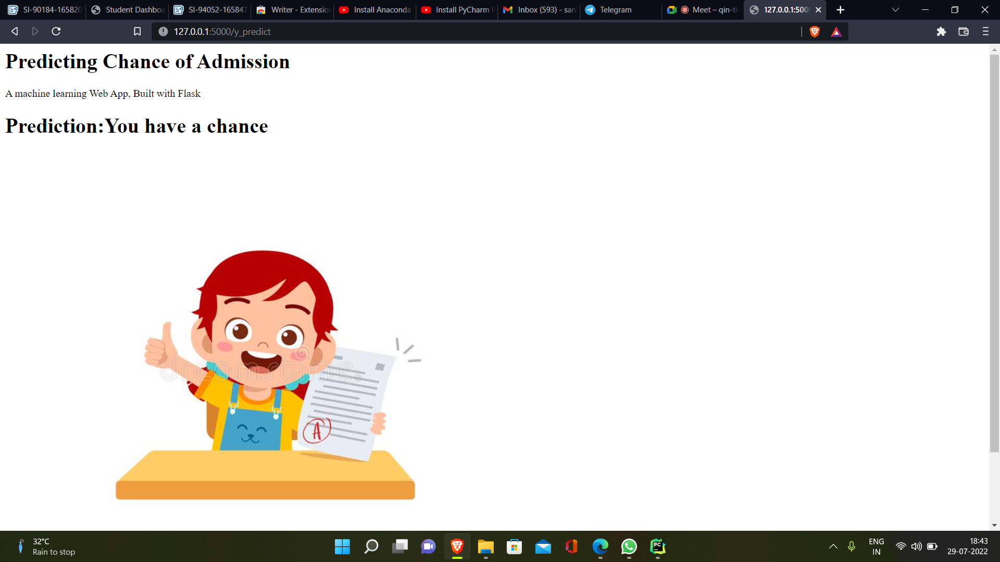 SI-90184-165820
Student Dashboa
SI-94052-165847
Writer - Extension
Install Anaconda
Install PyCharm I
Inbox (593) - san
Telegram
Meet – qin-ti
127.0.0.1:500
127.0.0.1:5000/y_predict
Predicting Chance of Admission
A machine learning Web App, Built with Flask
Prediction:You have a chance
dreamstime.
A
32°C
Rain to stop
PC
ENG
IN
18:43
29-07-2022